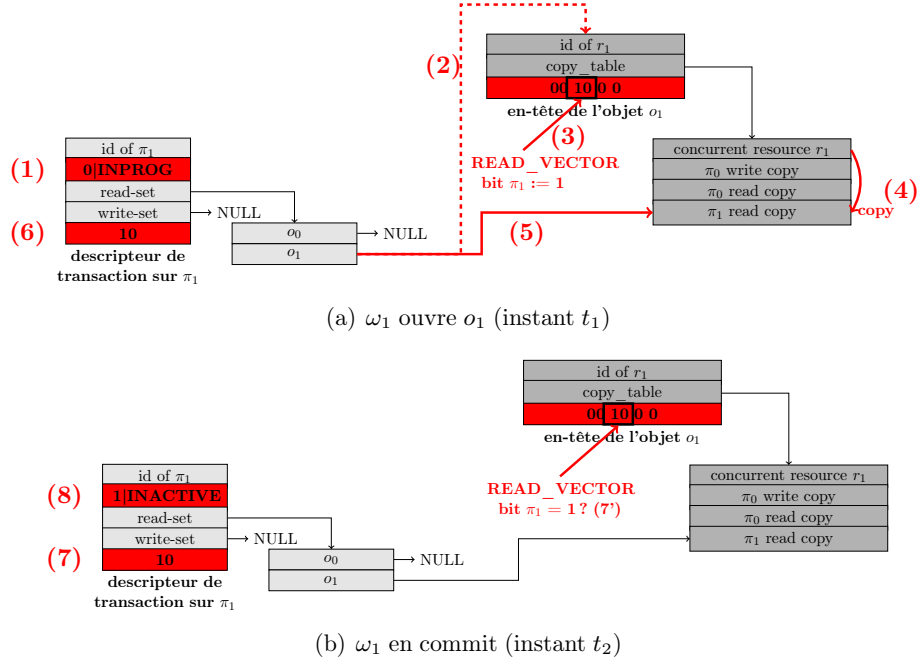 id of r₁
copy_table
00 10 0 0
en-tête de l'objet o₁
(2)
(3)
READ_VECTOR
bit π₁ := 1
(1)
id of π₁
0|INPROG
read-set
write-set
NULL
(6)
10
descripteur de
transaction sur π₁
o₀
NULL
o₁
(5)
concurrent resource r₁
π₀ write copy
π₀ read copy
π₁ read copy
(4)
copy
(a) ω₁ ouvre o₁ (instant t₁)
id of r₁
copy_table
00 10 0 0
en-tête de l'objet o₁
READ_VECTOR
bit π₁ = 1 ? (7')
(8)
id of π₁
1|INACTIVE
read-set
write-set
NULL
(7)
10
descripteur de
transaction sur π₁
o₀
NULL
o₁
concurrent resource r₁
π₀ write copy
π₀ read copy
π₁ read copy
(b) ω₁ en commit (instant t₂)